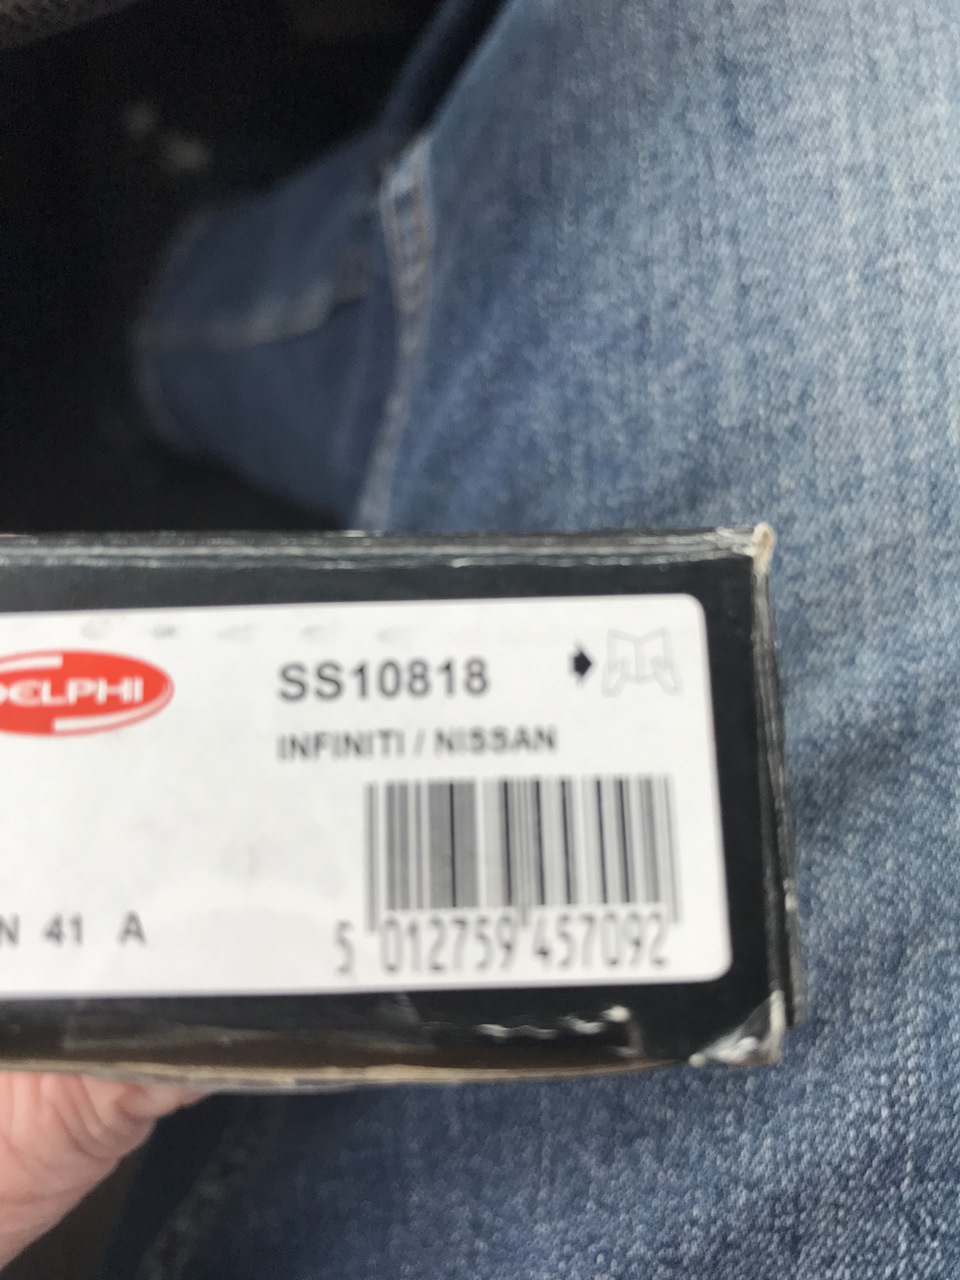 DELPHI
SS10818
INFINITI / NISSAN
N 41 A
5 012759 457092